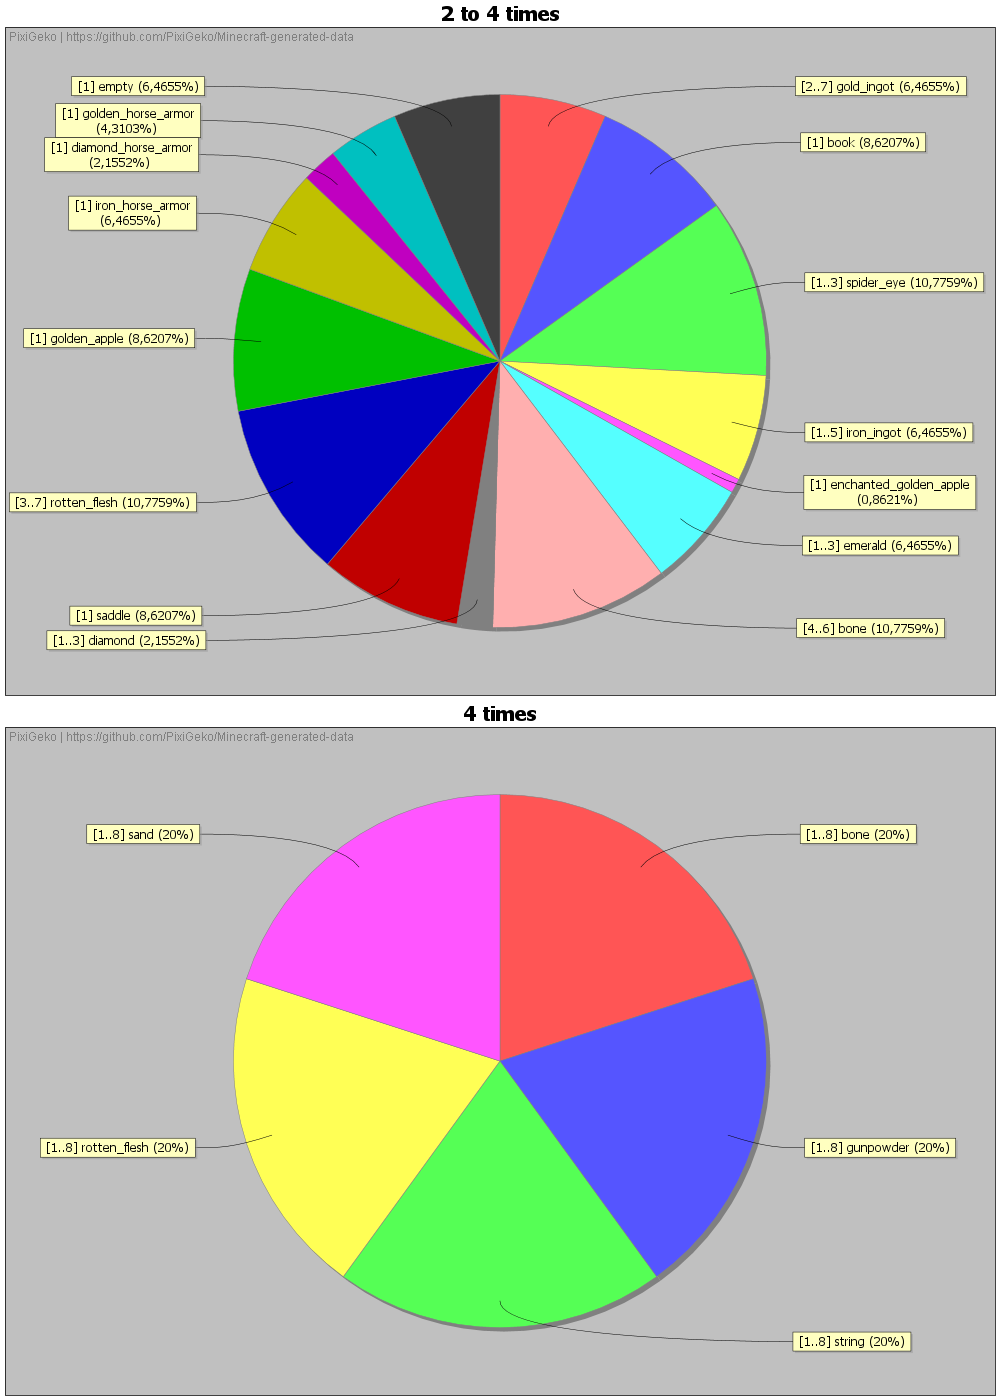 2 to 4 times
PixiGeko | https://github.com/PixiGeko/Minecraft-generated-data
[1] empty (6,4655%)
[2..7] gold_ingot (6,4655%)
[1] golden_horse_armor
(4,3103%)
[1] book (8,6207%)
[1] diamond_horse_armor
(2,1552%)
[1] iron_horse_armor
(6,4655%)
[1..3] spider_eye (10,7759%)
[1] golden_apple (8,6207%)
[1..5] iron_ingot (6,4655%)
[1] enchanted_golden_apple
(0,8621%)
[3..7] rotten_flesh (10,7759%)
[1..3] emerald (6,4655%)
[1] saddle (8,6207%)
[4..6] bone (10,7759%)
[1..3] diamond (2,1552%)
4 times
PixiGeko | https://github.com/PixiGeko/Minecraft-generated-data
[1..8] sand (20%)
[1..8] bone (20%)
[1..8] rotten_flesh (20%)
[1..8] gunpowder (20%)
[1..8] string (20%)